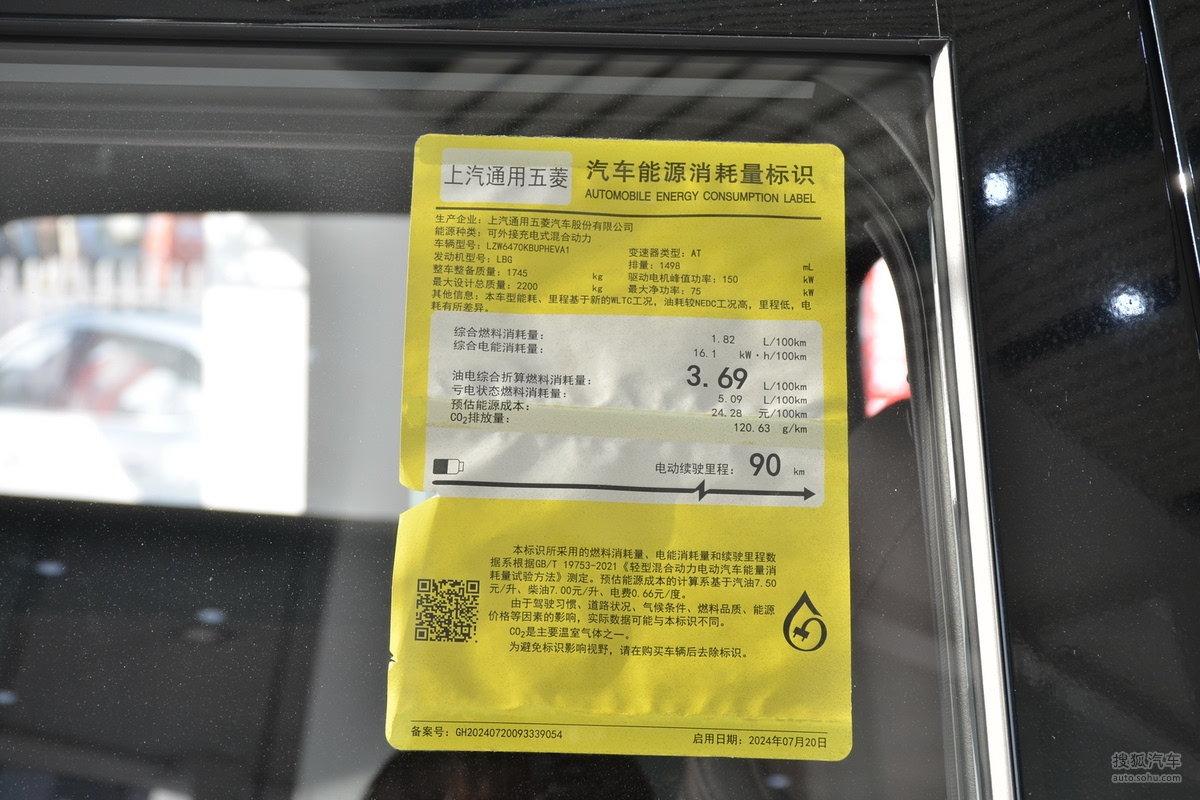 上汽通用五菱
汽车能源消耗量标识
AUTOMOBILE ENERGY CONSUMPTION LABEL
生产企业：上汽通用五菱汽车股份有限公司
能源种类：可外接充电式混合动力
车辆型号：LZW6470KBUPHEVA1 变速器类型：AT
发动机型号：LBG 排量：1498 mL
整车整备质量：1745 kg 驱动电机峰值功率：150 kW
最大设计总质量：2200 kg 最大净功率：75 kW
其他信息：本车型能耗、里程基于新的WLTC工况，油耗较NEDC工况高，里程低，电
耗有所差异。
综合燃料消耗量： 1.82 L/100km
综合电能消耗量： 16.1 kW·h/100km
油电综合折算燃料消耗量： 3.69 L/100km
亏电状态燃料消耗量： 5.09 L/100km
预估能源成本： 24.28 元/100km
CO2排放量： 120.63 g/km
电动续驶里程： 90 km
本标识所采用的燃料消耗量、电能消耗量和续驶里程数
据系根据GB/T 19753-2021《轻型混合动力电动汽车能量消
耗量试验方法》测定。预估能源成本的计算系基于汽油7.50
元/升、柴油7.00元/升、电费0.66元/度。
由于驾驶习惯、道路状况、气候条件、燃料品质、能源
价格等因素的影响，实际数据可能与本标识不同。
CO2是主要温室气体之一。
为避免标识影响视野，请在购买车辆后去除标识。
备案号：GH20240720093339054 启用日期：2024年07月20日
搜狐汽车
auto.sohu.com